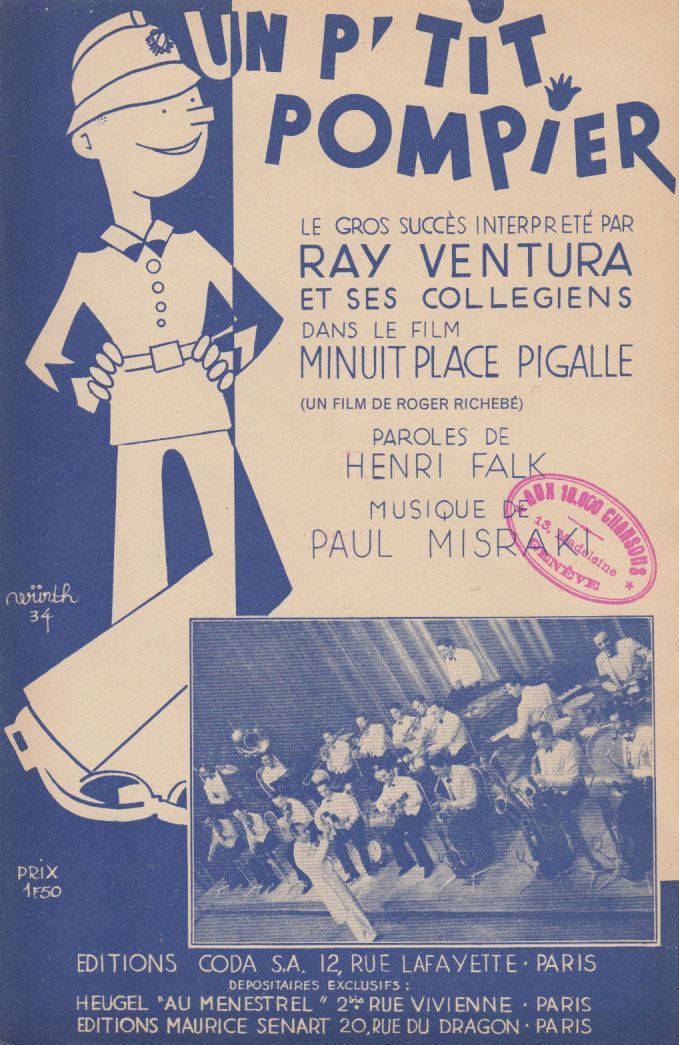 UN P'TIT
POMPIER
LE GROS SUCCÈS INTERPRETÉ PAR
RAY VENTURA
ET SES COLLEGIENS
DANS LE FILM
MINUIT PLACE PIGALLE
(UN FILM DE ROGER RICHEBÉ)
PAROLES DE
HENRI FALK
MUSIQUE DE
PAUL MISRAKI
AUX 10.000 CHANSONS
13, Madeleine
GENÈVE
würth
34
PRIX
1F50
EDITIONS CODA S.A. 12, RUE LAFAYETTE · PARIS
DEPOSITAIRES EXCLUSIFS :
HEUGEL "AU MENESTREL" 2bis RUE VIVIENNE · PARIS
EDITIONS MAURICE SENART 20, RUE DU DRAGON · PARIS